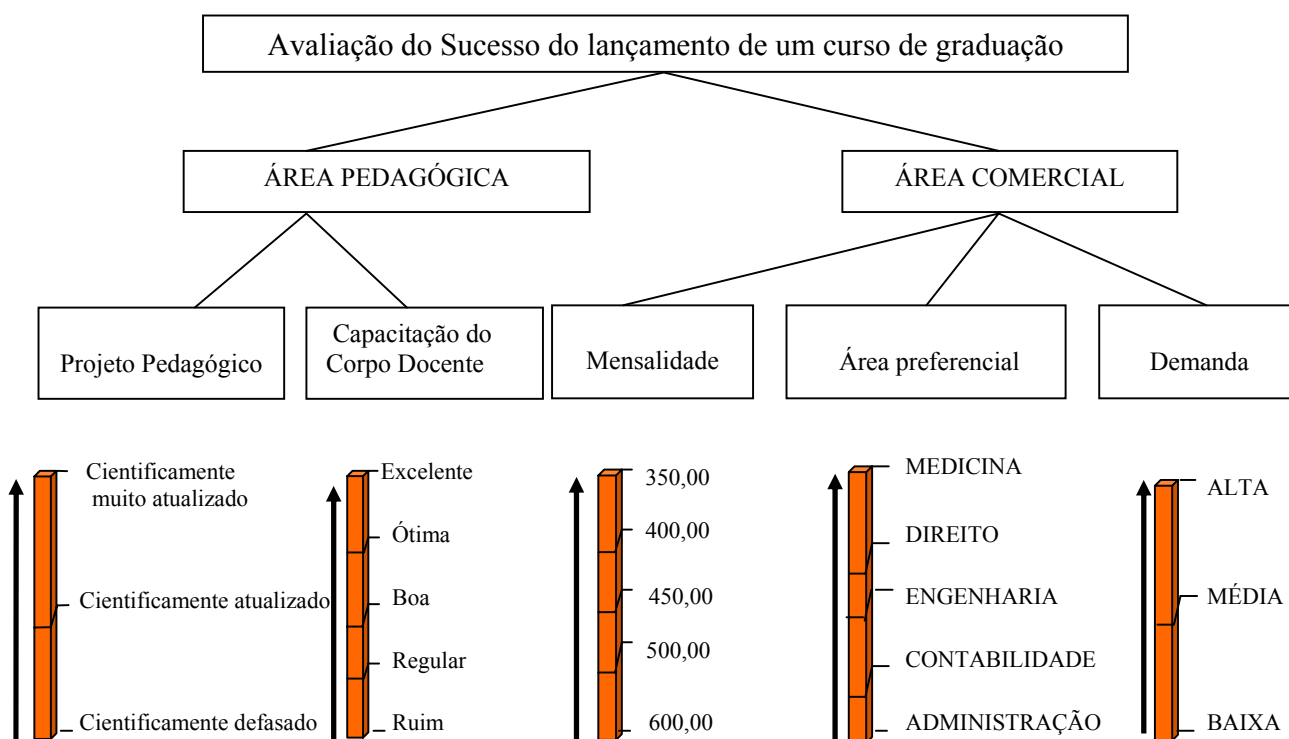 Avaliação do Sucesso do lançamento de um curso de graduação
ÁREA PEDAGÓGICA
ÁREA COMERCIAL
Projeto Pedagógico
Capacitação do
Corpo Docente
Mensalidade
Área preferencial
Demanda
Cientificamente
muito atualizado
Cientificamente atualizado
Cientificamente defasado
Excelente
Ótima
Boa
Regular
Ruim
350,00
400,00
450,00
500,00
600,00
MEDICINA
DIREITO
ENGENHARIA
CONTABILIDADE
ADMINISTRAÇÃO
ALTA
MÉDIA
BAIXA